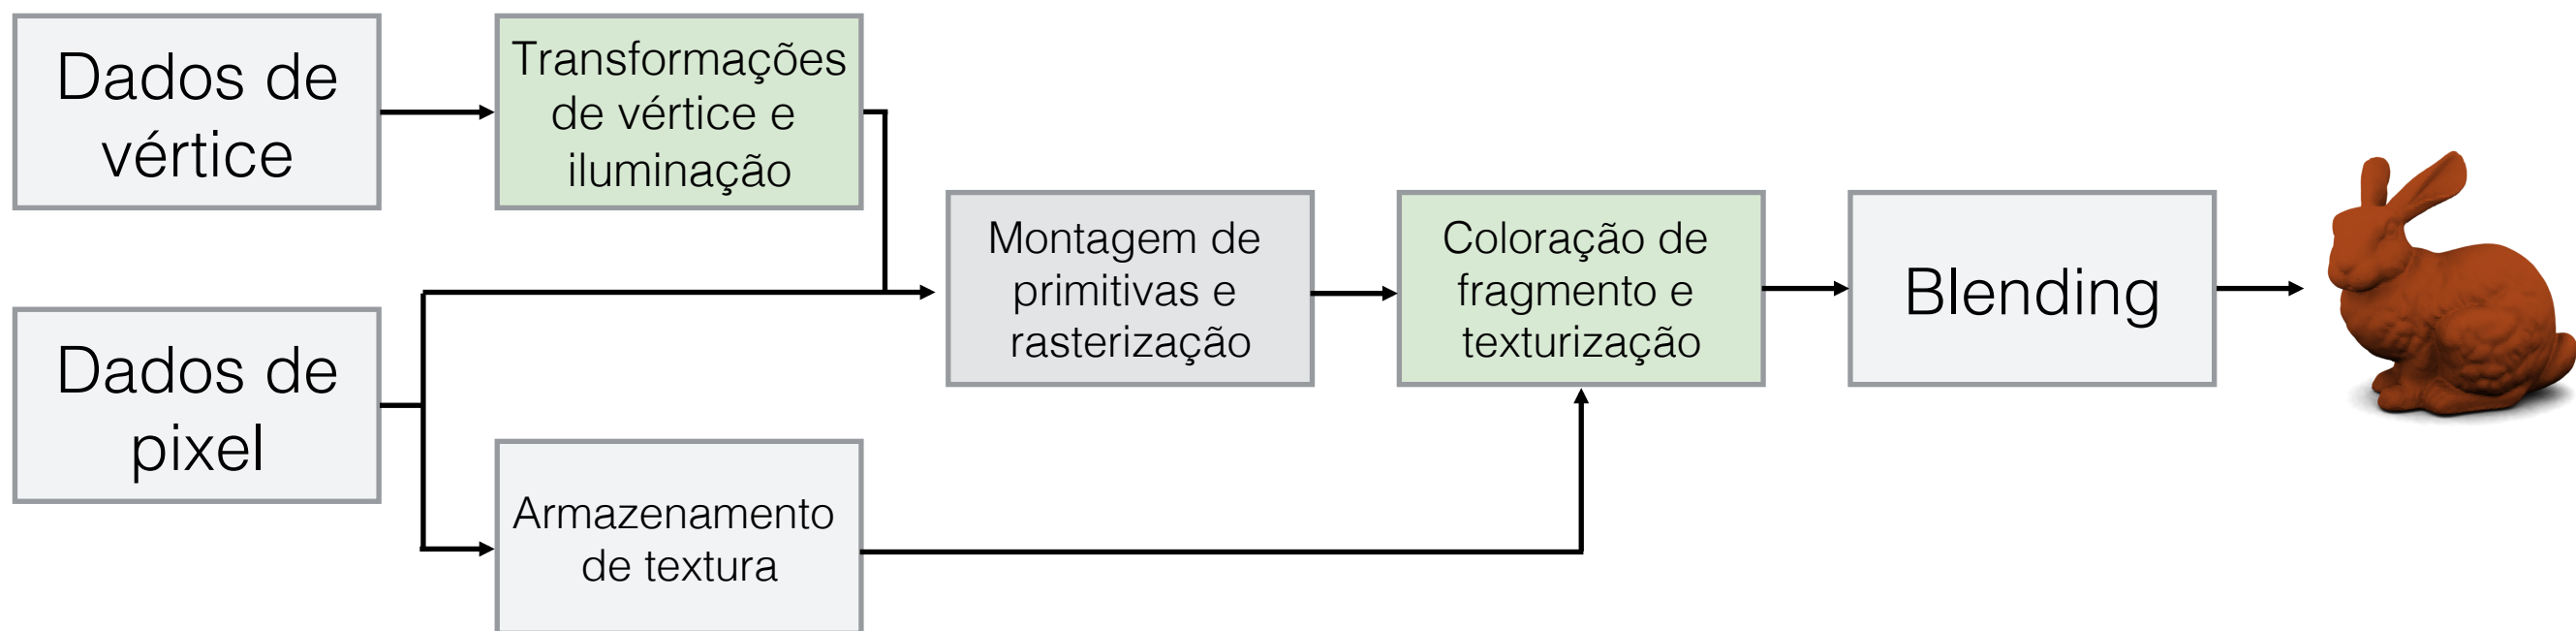 Dados de
vértice
Transformações
de vértice e
iluminação
Dados de
pixel
Armazenamento
de textura
Montagem de
primitivas e
rasterização
Coloração de
fragmento e
texturização
Blending